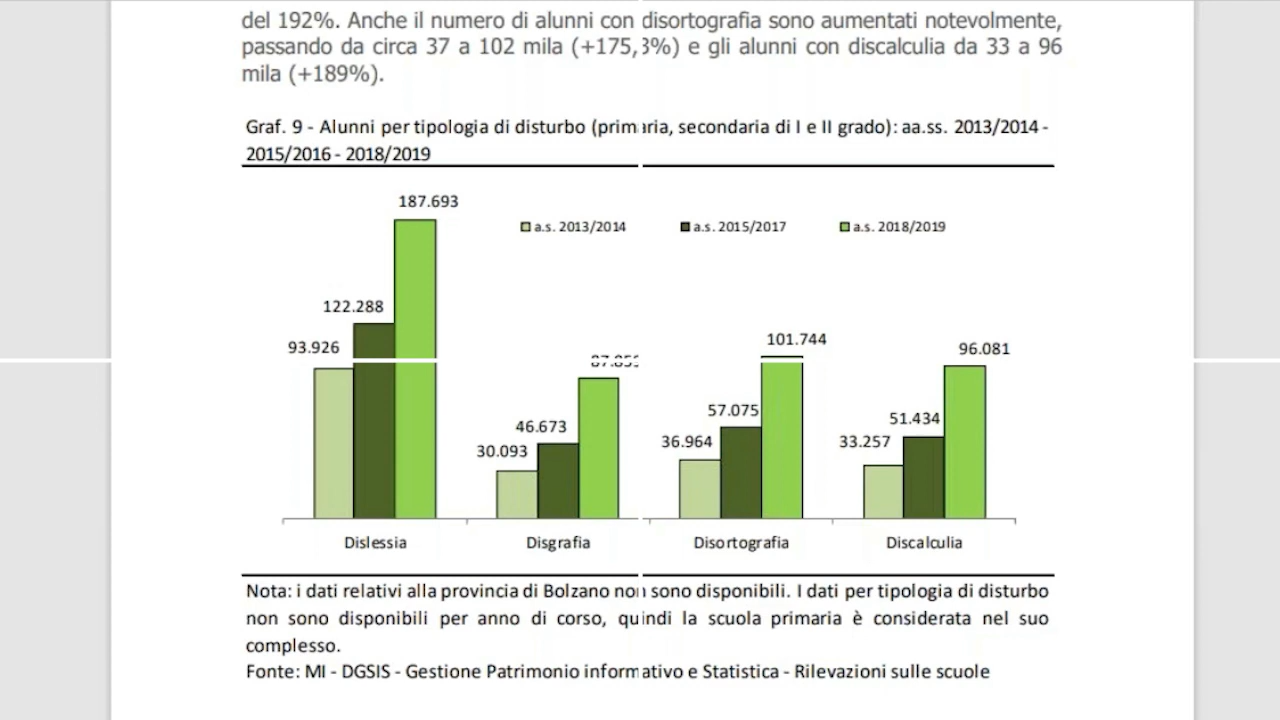 del 192%. Anche il numero di alunni con disortografia sono aumentati notevolmente,
passando da circa 37 a 102 mila (+175,3%) e gli alunni con discalculia da 33 a 96
mila (+189%).
Graf. 9 - Alunni per tipologia di disturbo (primaria, secondaria di I e II grado): aa.ss. 2013/2014 -
2015/2016 - 2018/2019
187.693
a.s. 2013/2014 a.s. 2015/2017 a.s. 2018/2019
122.288
93.926
101.744
96.081
57.075
51.434
46.673
36.964
33.257
30.093
Dislessia Disgrafia Disortografia Discalculia
Nota: i dati relativi alla provincia di Bolzano non sono disponibili. I dati per tipologia di disturbo
non sono disponibili per anno di corso, quindi la scuola primaria è considerata nel suo
complesso.
Fonte: MI - DGSIS - Gestione Patrimonio informativo e Statistica - Rilevazioni sulle scuole